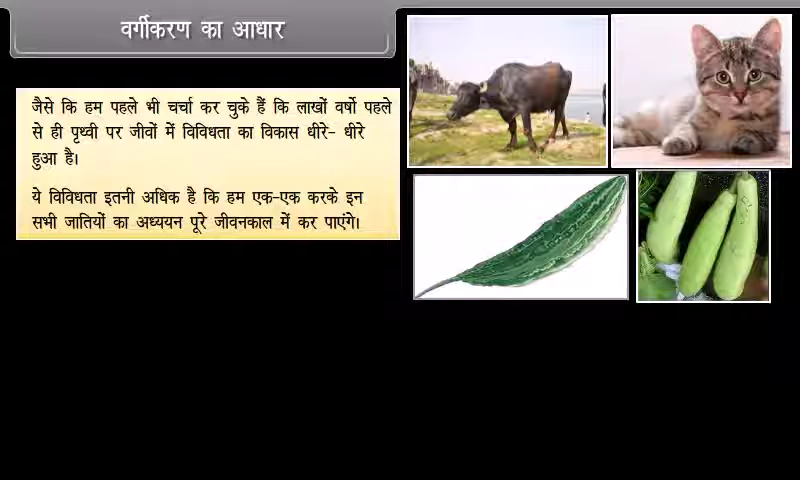 वर्गीकरण का आधार
जैसे कि हम पहले भी चर्चा कर चुके हैं कि लाखों वर्षो पहले
से ही पृथ्वी पर जीवों में विविधता का विकास धीरे- धीरे
हुआ है।
ये विविधता इतनी अधिक है कि हम एक-एक करके इन
सभी जातियों का अध्ययन पूरे जीवनकाल में कर पाएंगे।